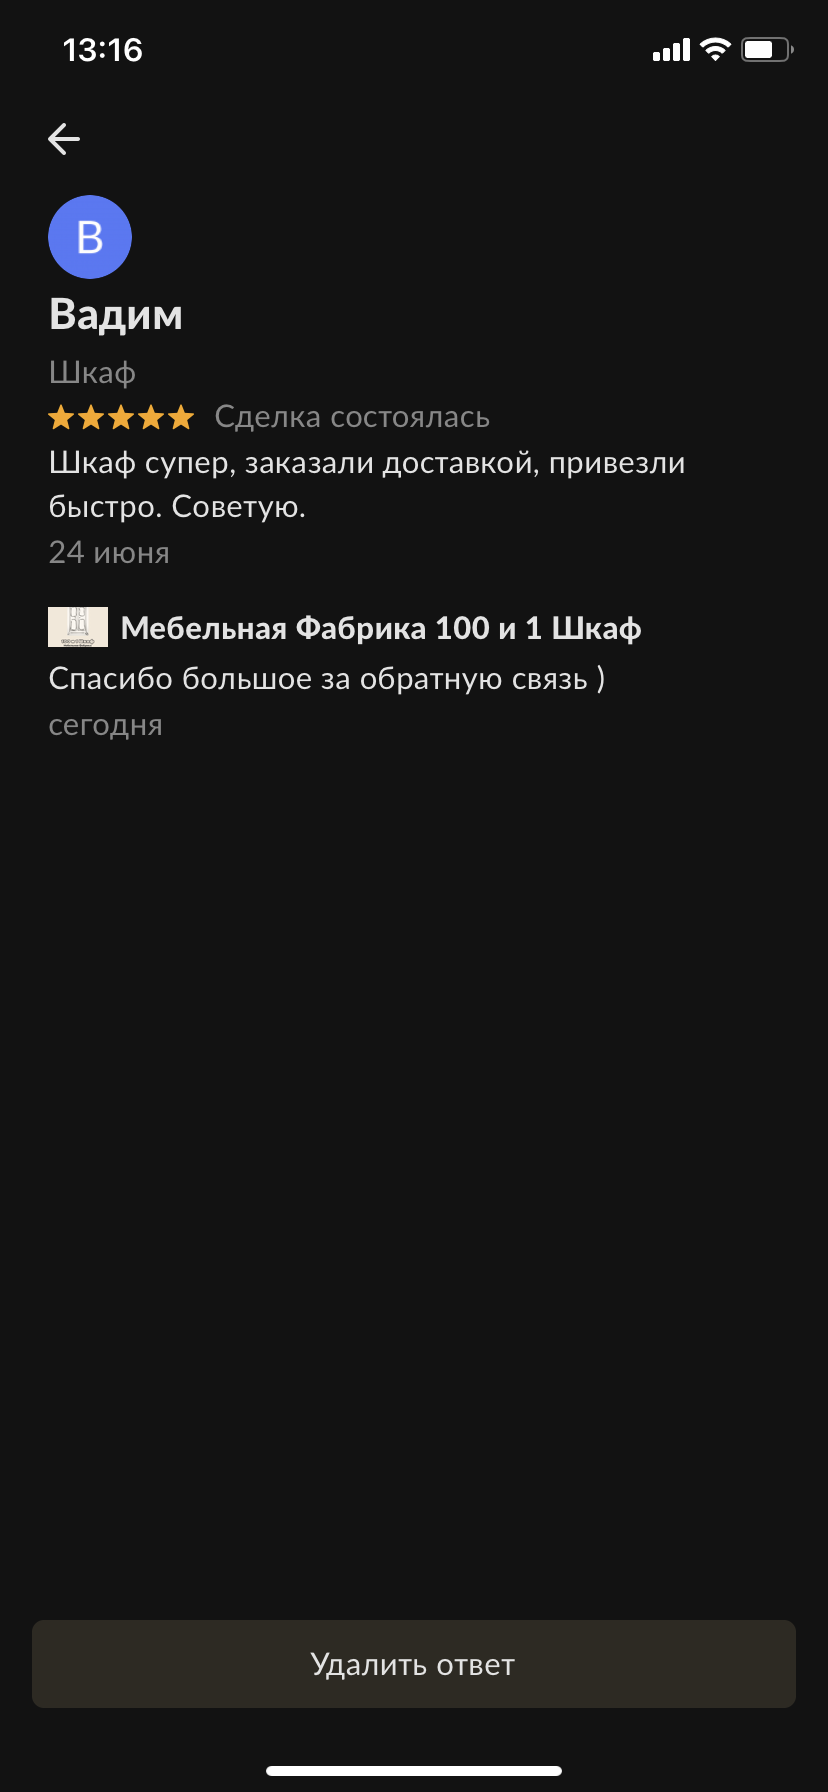 13:16
В
Вадим
Шкаф
Сделка состоялась
Шкаф супер, заказали доставкой, привезли
быстро. Советую.
24 июня
Мебельная Фабрика 100 и 1 Шкаф
Спасибо большое за обратную связь )
сегодня
Удалить ответ